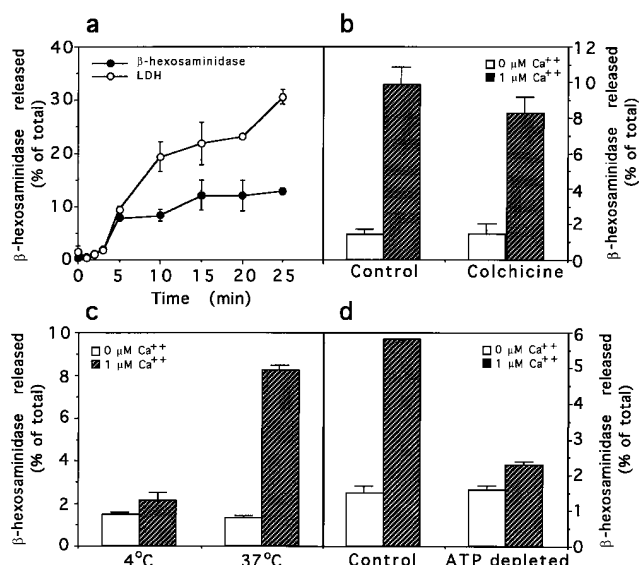 a
β-hexosaminidase
LDH
β-hexosaminidase released
(% of total)
40
30
20
10
0
0 5 10 15 20 25
Time (min)
b
0 μM Ca++
1 μM Ca++
12
10
8
6
4
2
0
β-hexosaminidase released
(% of total)
Control Colchicine
c
0 μM Ca++
1 μM Ca++
β-hexosaminidase released
(% of total)
10
8
6
4
2
0
4°C 37°C
d
0 μM Ca++
1 μM Ca++
6
5
4
3
2
1
0
β-hexosaminidase released
(% of total)
Control ATP depleted